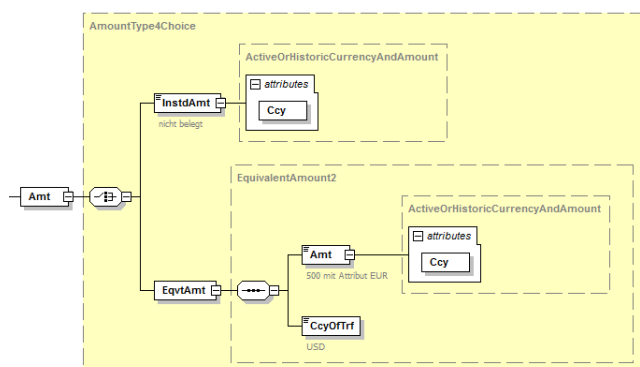 AmountType4Choice
ActiveOrHistoricCurrencyAndAmount
attributes
InstdAmt
Ccy
nicht belegt
EquivalentAmount2
Amt
ActiveOrHistoricCurrencyAndAmount
attributes
Amt
Ccy
500 mit Attribut EUR
EqvtAmt
CcyOfTrf
USD